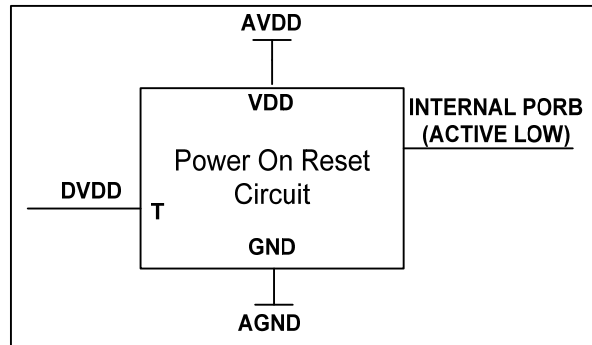 AVDD
VDD
INTERNAL PORB
(ACTIVE LOW)
Power On Reset
Circuit
DVDD
T
GND
AGND